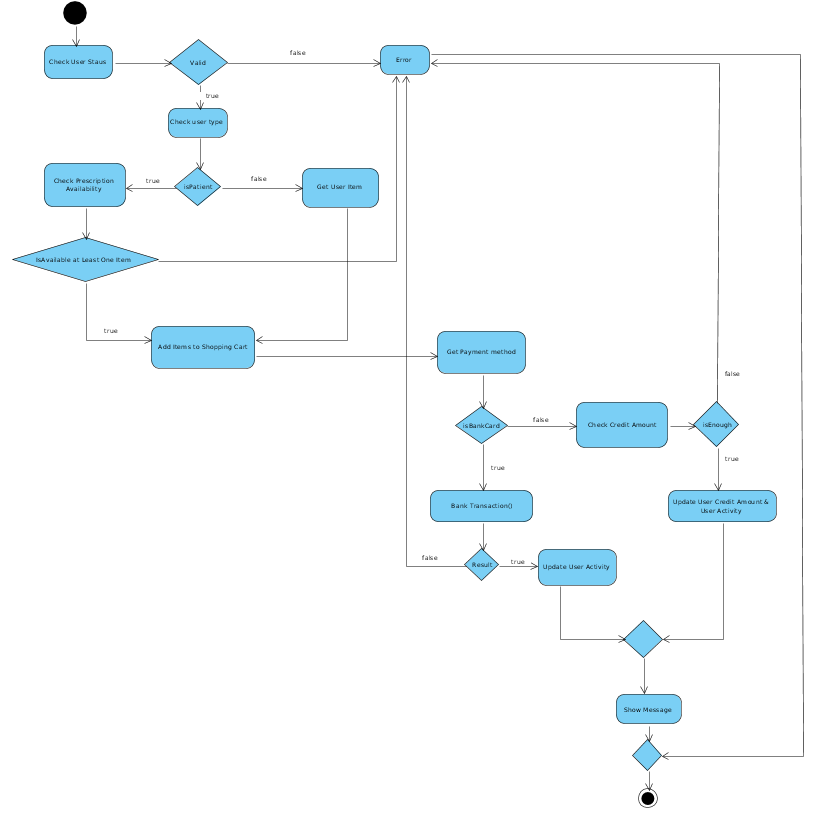 false
Check User Staus
Valid
Error
true
Check user type
Check Prescription
Availability
true
isPatient
false
Get User Item
IsAvailable at Least One Item
true
Add Items to Shopping Cart
Get Payment method
false
isBankCard
false
Check Credit Amount
isEnough
true
true
Bank Transaction()
Update User Credit Amount &
User Activity
false
Result
true
Update User Activity
Show Message